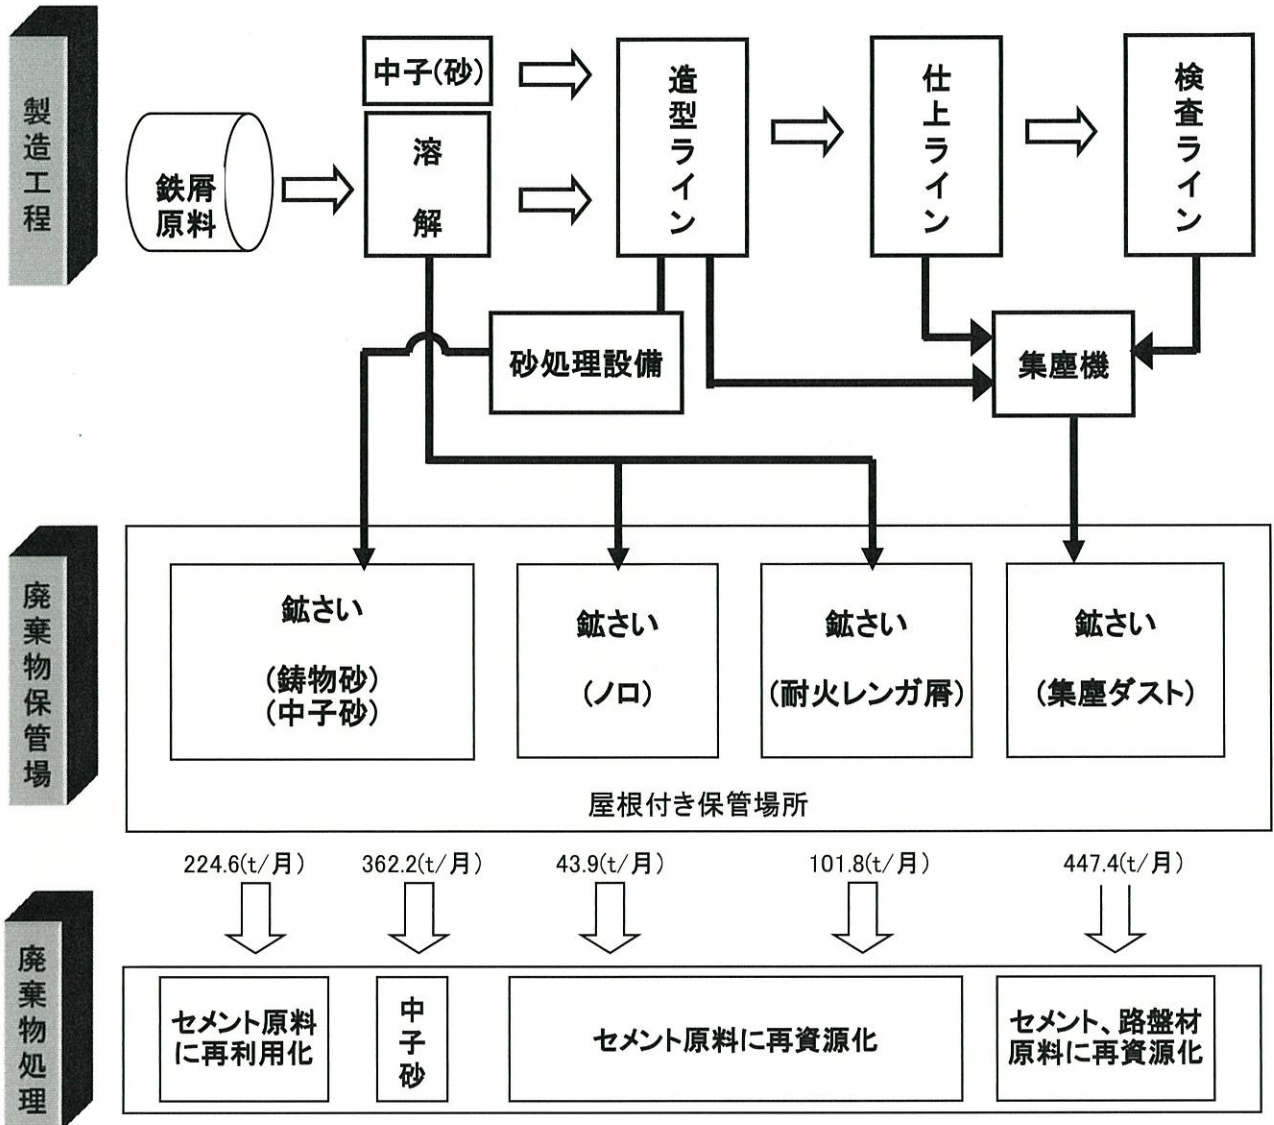 製造工程
中子(砂)
鉄屑
原料
溶
解
造型ライン
仕上ライン
検査ライン
砂処理設備
集塵機
廃棄物保管場
鉱さい
(鋳物砂)
(中子砂)
鉱さい
(ノロ)
鉱さい
(耐火レンガ屑)
鉱さい
(集塵ダスト)
屋根付き保管場所
224.6(t/月)
362.2(t/月)
43.9(t/月)
101.8(t/月)
447.4(t/月)
廃棄物処理
セメント原料
に再利用化
中子砂
セメント原料に再資源化
セメント、路盤材
原料に再資源化